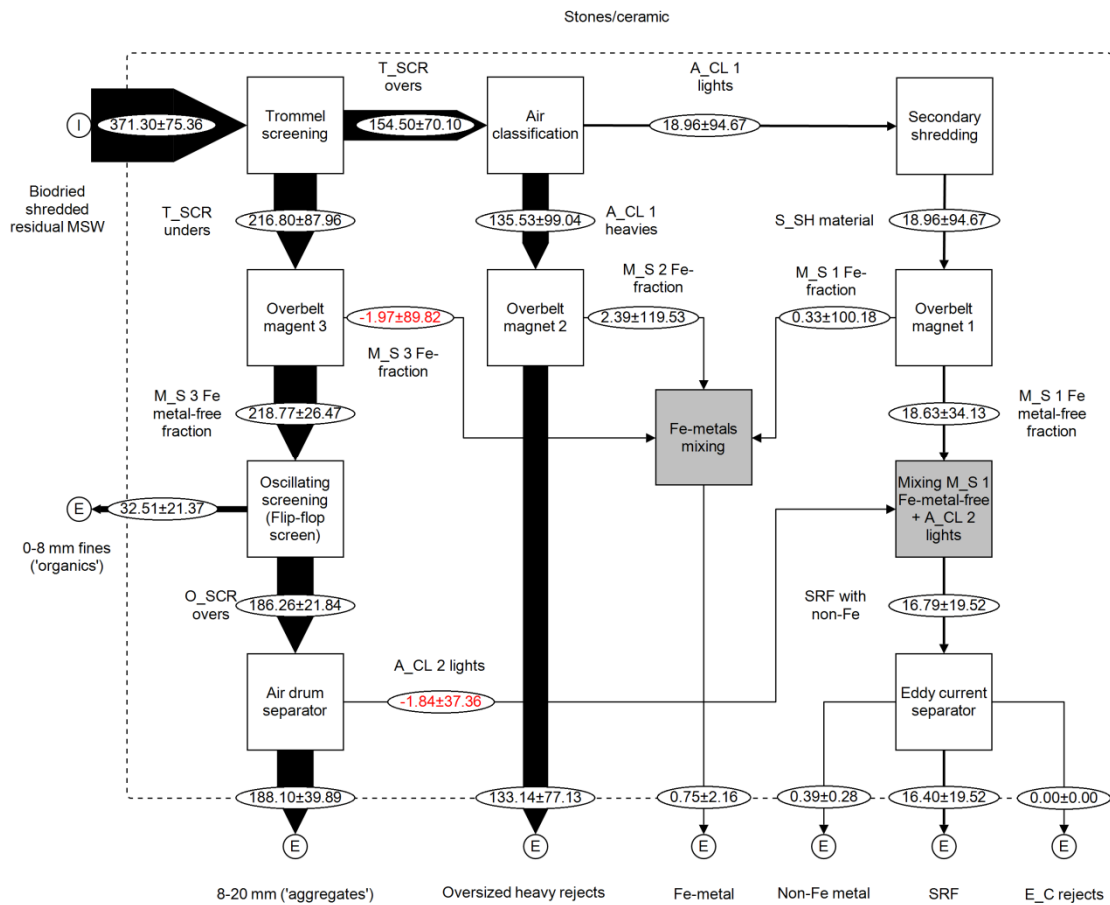 Stones/ceramic
T_SCR
overs
A_CL 1
lights
I
371.30±75.36
Trommel
screening
154.50±70.10
Air
classification
18.96±94.67
Secondary
shredding
Biodried
shredded
residual MSW
T_SCR
unders
216.80±87.96
135.53±99.04
A_CL 1
heavies
S_SH material
18.96±94.67
M_S 2 Fe-
fraction
M_S 1 Fe-
fraction
Overbelt
magent 3
-1.97±89.82
Overbelt
magnet 2
2.39±119.53
0.33±100.18
Overbelt
magnet 1
M_S 3 Fe-
fraction
M_S 3 Fe
metal-free
fraction
218.77±26.47
Fe-metals
mixing
18.63±34.13
M_S 1 Fe
metal-free
fraction
E
32.51±21.37
Oscillating
screening
(Flip-flop
screen)
Mixing M_S 1
Fe-metal-free
+ A_CL 2
lights
0-8 mm fines
('organics')
O_SCR
overs
186.26±21.84
SRF with
non-Fe
16.79±19.52
A_CL 2 lights
Air drum
separator
-1.84±37.36
Eddy current
separator
188.10±39.89
133.14±77.13
0.75±2.16
0.39±0.28
16.40±19.52
0.00±0.00
E
E
E
E
E
E
8-20 mm ('aggregates')
Oversized heavy rejects
Fe-metal
Non-Fe metal
SRF
E_C rejects